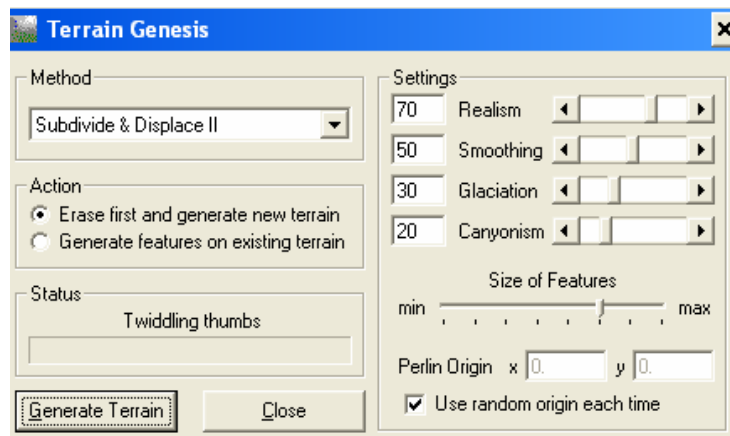 Terrain Genesis
Method
Subdivide & Displace II
Action
Erase first and generate new terrain
Generate features on existing terrain
Status
Twiddling thumbs
Generate Terrain
Close
Settings
70 Realism
50 Smoothing
30 Glaciation
20 Canyonism
Size of Features
min max
Perlin Origin x 0. y 0.
Use random origin each time